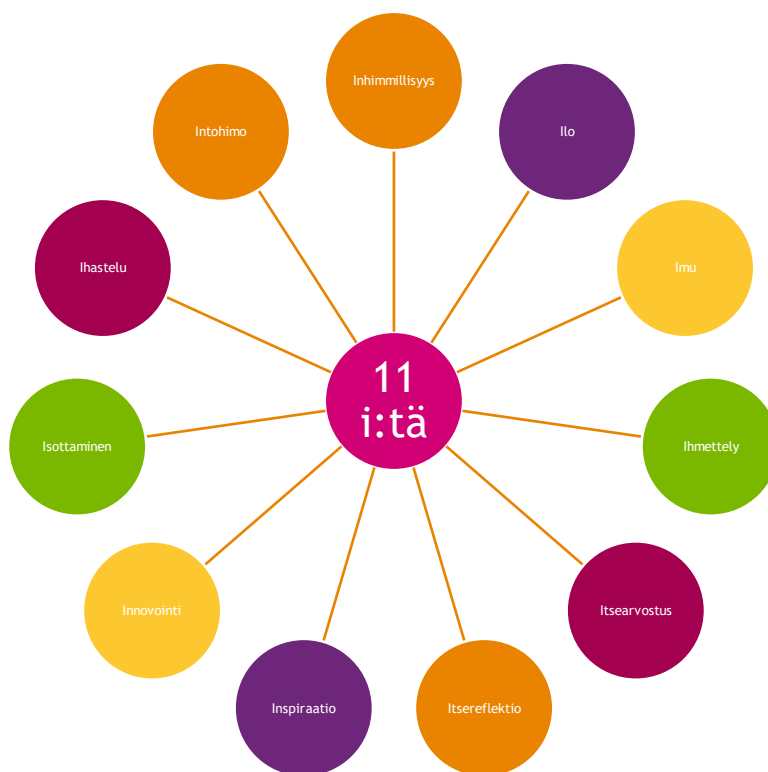 Inhimmillisyys
Ilo
Imu
Ihmettely
Itsearvostus
Itsereflektio
Inspiraatio
Innovointi
Isottaminen
Ihastelu
Intohimo
11
i:tä